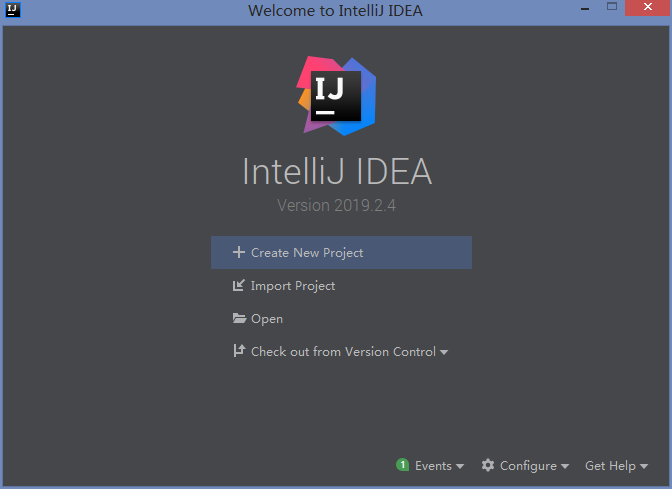 IJ
Welcome to IntelliJ IDEA
IJ
IntelliJ IDEA
Version 2019.2.4
Create New Project
Import Project
Open
Check out from Version Control
1 Events Configure Get Help